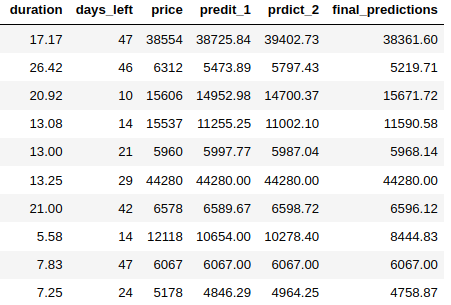 duration days_left price predit_1 prdict_2 final_predictions
17.17 47 38554 38725.84 39402.73 38361.60
26.42 46 6312 5473.89 5797.43 5219.71
20.92 10 15606 14952.98 14700.37 15671.72
13.08 14 15537 11255.25 11002.10 11590.58
13.00 21 5960 5997.77 5987.04 5968.14
13.25 29 44280 44280.00 44280.00 44280.00
21.00 42 6578 6589.67 6598.72 6596.12
5.58 14 12118 10654.00 10278.40 8444.83
7.83 47 6067 6067.00 6067.00 6067.00
7.25 24 5178 4846.29 4964.25 4758.87